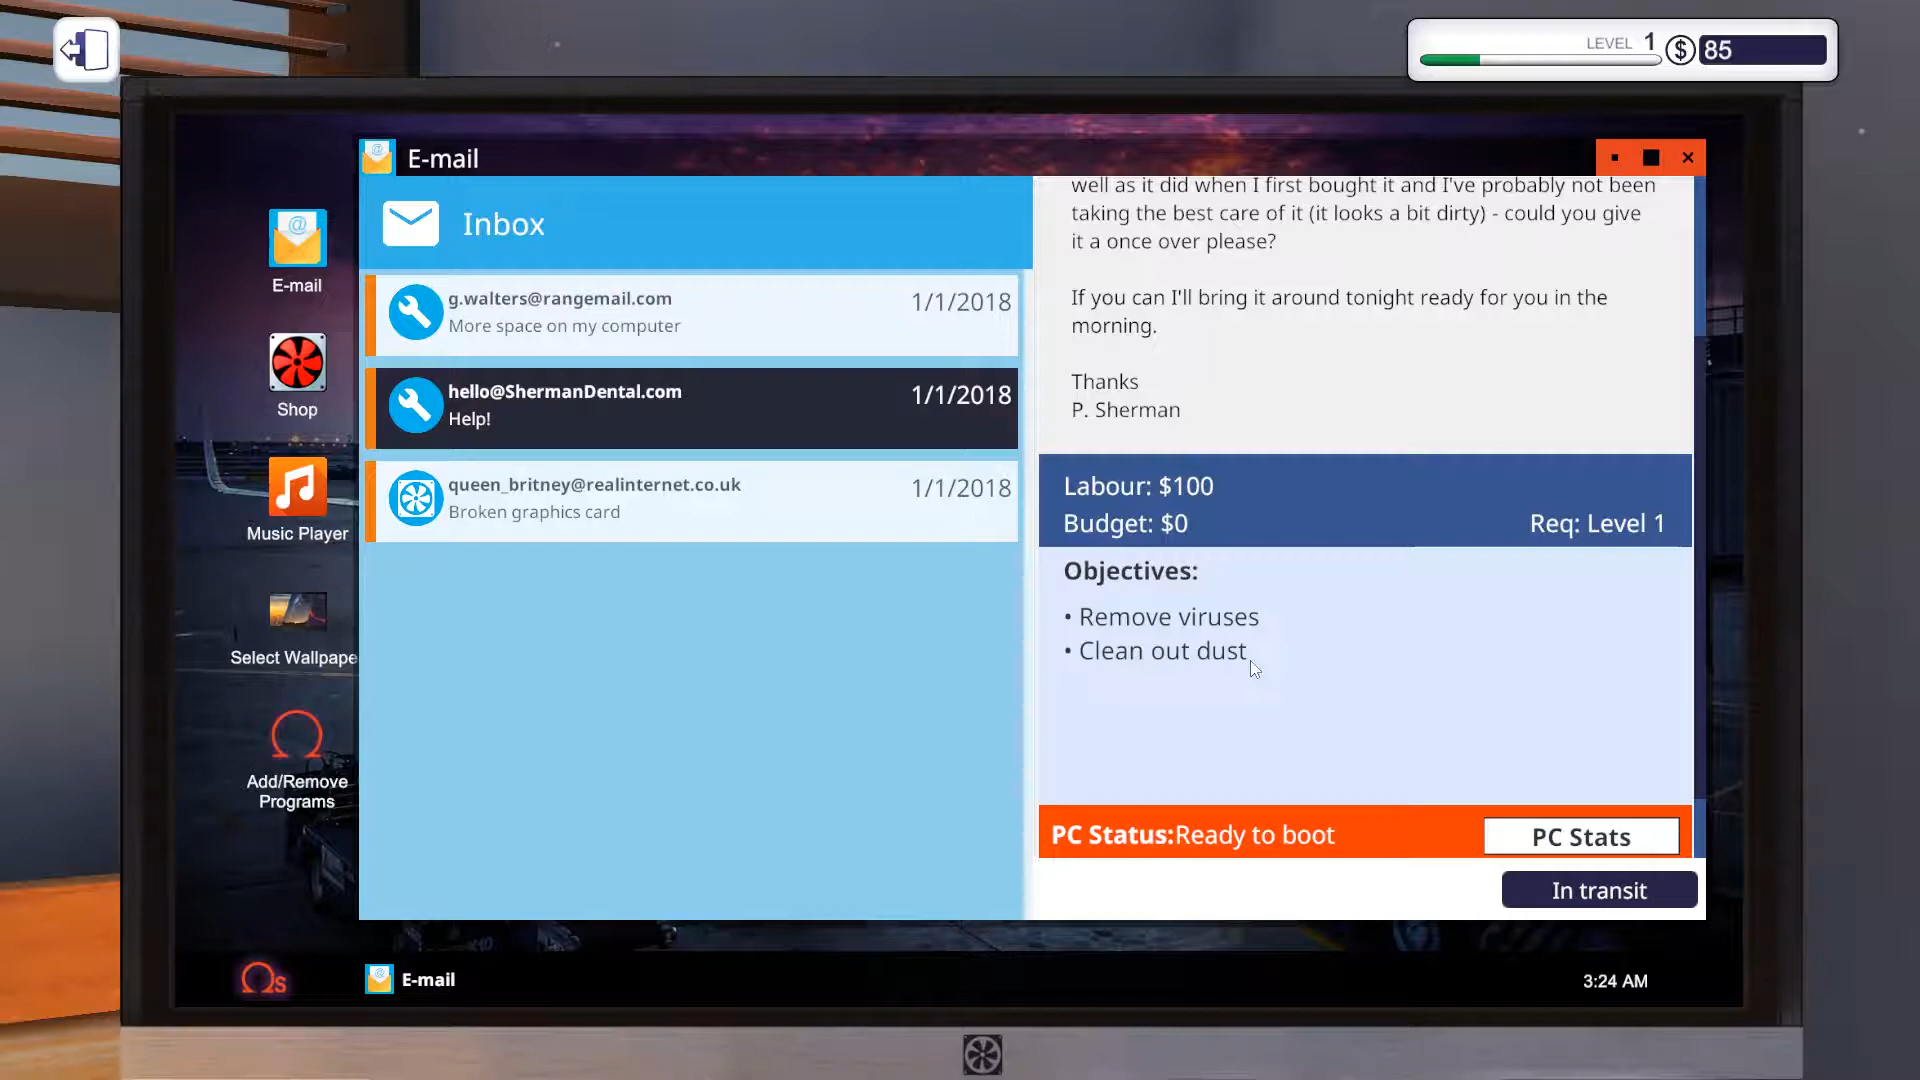 LEVEL 1 $ 85
E-mail
E-mail
Shop
Music Player
Select Wallpape
Add/Remove
Programs
Inbox
g.walters@rangemail.com 1/1/2018
More space on my computer
hello@ShermanDental.com 1/1/2018
Help!
queen_britney@realinternet.co.uk 1/1/2018
Broken graphics card
well as it did when I first bought it and I've probably not been
taking the best care of it (it looks a bit dirty) - could you give
it a once over please?
If you can I'll bring it around tonight ready for you in the
morning.
Thanks
P. Sherman
Labour: $100
Budget: $0 Req: Level 1
Objectives:
• Remove viruses
• Clean out dust
PC Status:Ready to boot PC Stats
In transit
Ωs E-mail 3:24 AM